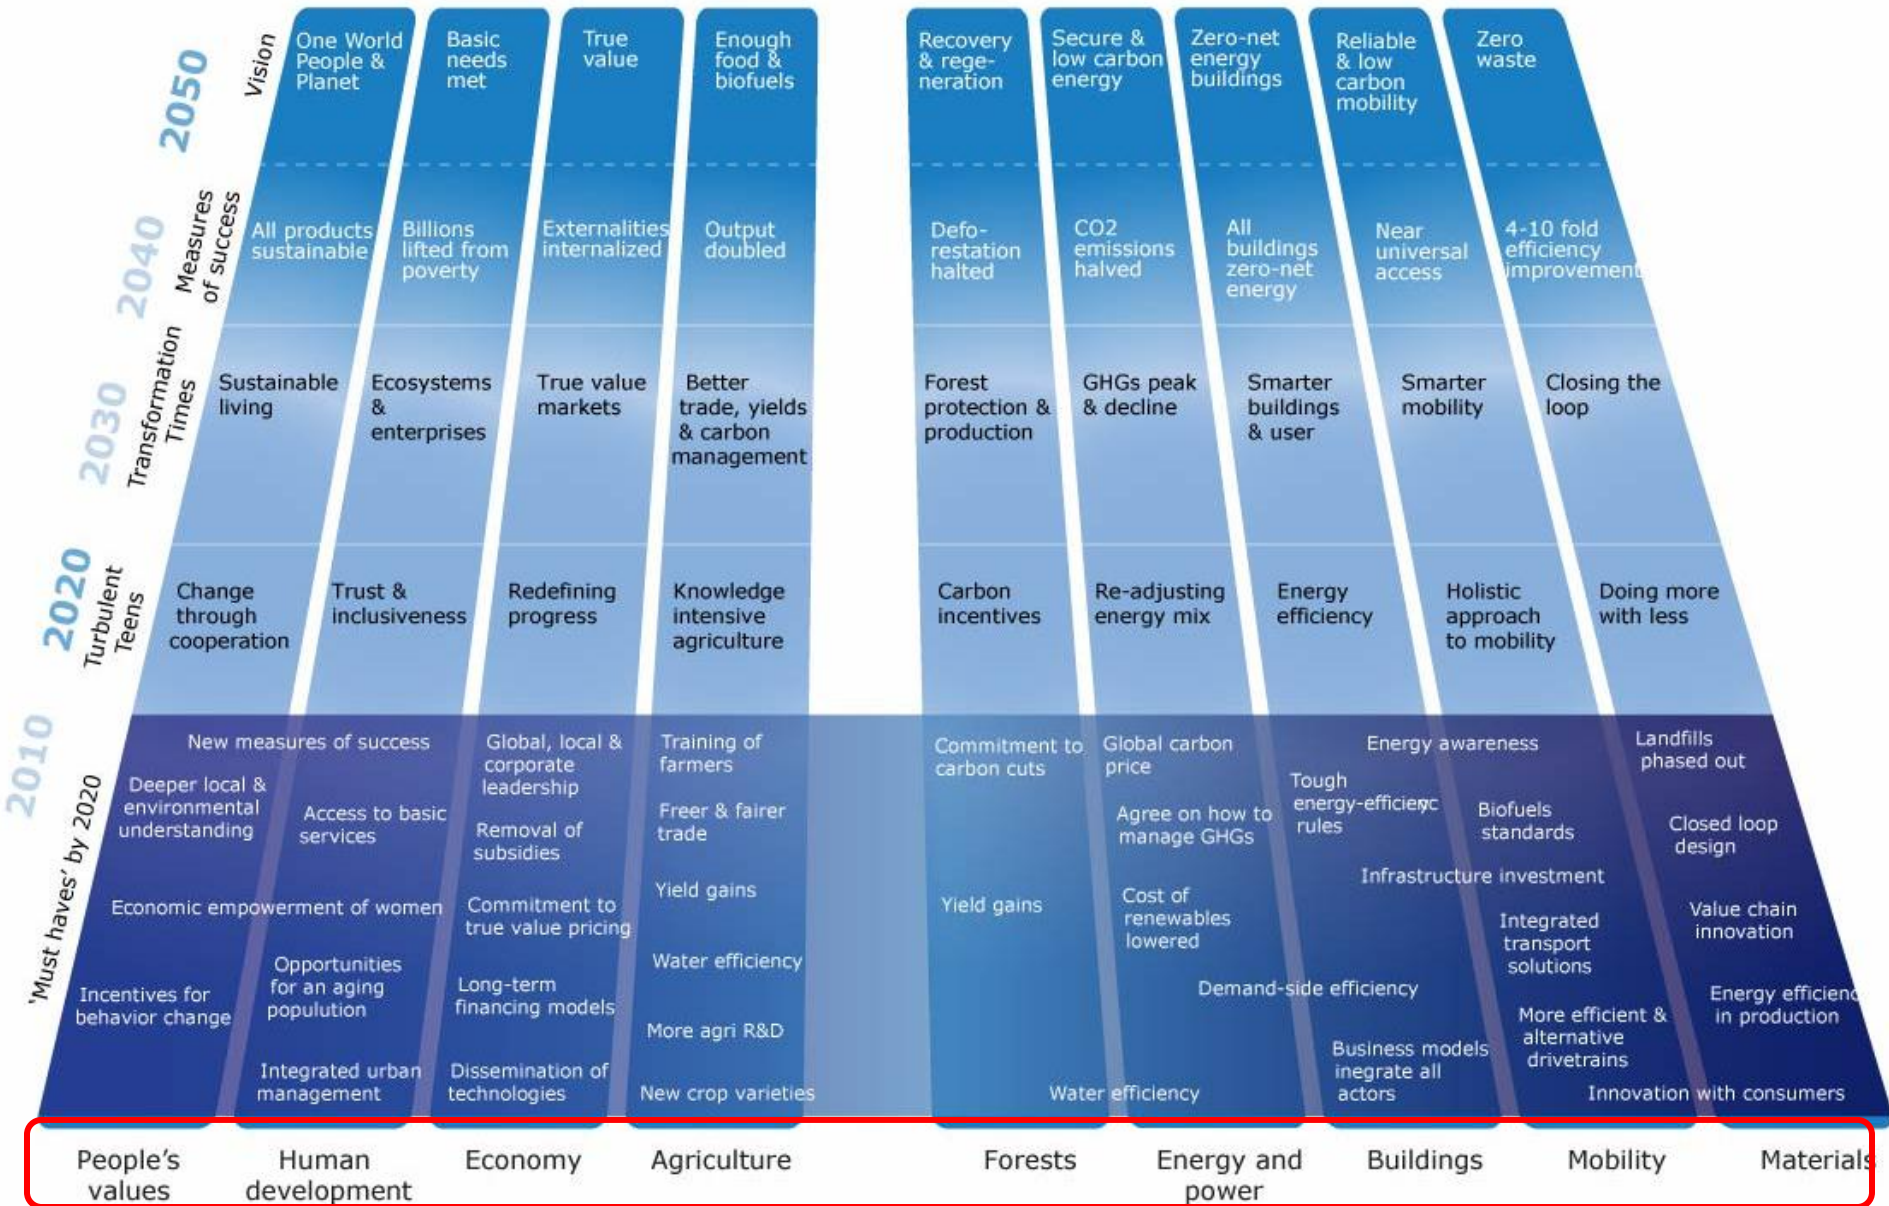 2050
Vision
One World
People &
Planet
Basic
needs
met
True
value
Enough
food &
biofuels
Recovery
& rege-
neration
Secure &
low carbon
energy
Zero-net
energy
buildings
Reliable
& low
carbon
mobility
Zero
waste
2040
Measures
of success
All products
sustainable
Billions
lifted from
poverty
Externalities
internalized
Output
doubled
Defo-
restation
halted
CO2
emissions
halved
All
buildings
zero-net
energy
Near
universal
access
4-10 fold
efficiency
improvement
2030
Transformation
Times
Sustainable
living
Ecosystems
&
enterprises
True value
markets
Better
trade, yields
& carbon
management
Forest
protection &
production
GHGs peak
& decline
Smarter
buildings
& user
Smarter
mobility
Closing the
loop
2020
Turbulent
Teens
Change
through
cooperation
Trust &
inclusiveness
Redefining
progress
Knowledge
intensive
agriculture
Carbon
incentives
Re-adjusting
energy mix
Energy
efficiency
Holistic
approach
to mobility
Doing more
with less
2010
'Must haves' by 2020
New measures of success
Deeper local &
environmental
understanding
Access to basic
services
Economic empowerment of women
Incentives for
behavior change
Opportunities
for an aging
populution
Integrated urban
management
Global, local &
corporate
leadership
Removal of
subsidies
Commitment to
true value pricing
Long-term
financing models
Dissemination of
technologies
Training of
farmers
Freer & fairer
trade
Yield gains
Water efficiency
More agri R&D
New crop varieties
Commitment to
carbon cuts
Yield gains
Water efficiency
Global carbon
price
Agree on how to
manage GHGs
Cost of
renewables
lowered
Demand-side efficiency
Energy awareness
Tough
energy-efficienyc
rules
Infrastructure investment
Business models
inegrate all
actors
Biofuels
standards
Integrated
transport
solutions
More efficient &
alternative
drivetrains
Innovation with consumers
Landfills
phased out
Closed loop
design
Value chain
innovation
Energy efficienc
in production
People's
values
Human
development
Economy
Agriculture
Forests
Energy and
power
Buildings
Mobility
Materials